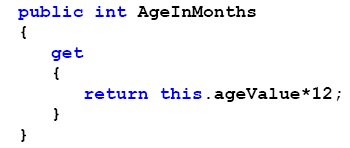 public int AgeInMonths
{
get
{
return this.ageValue*12;
}
}